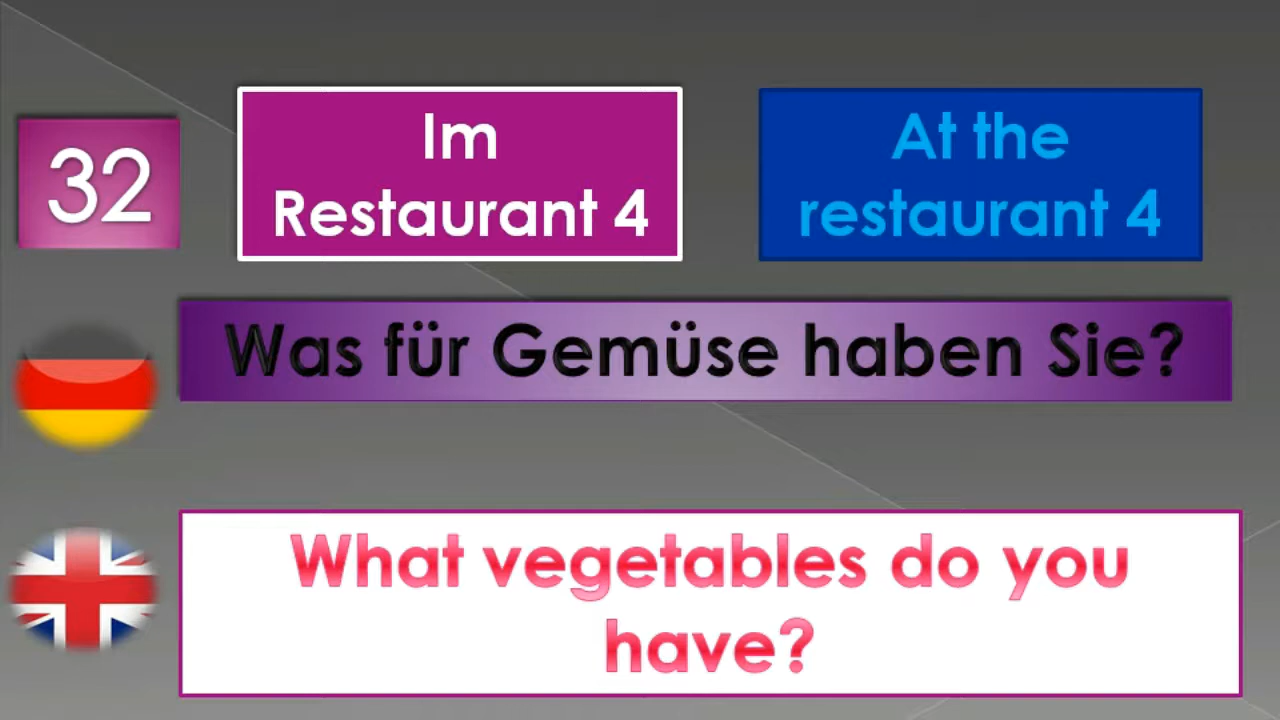 32
Im
Restaurant 4
At the
restaurant 4
Was für Gemüse haben Sie?
What vegetables do you
have?